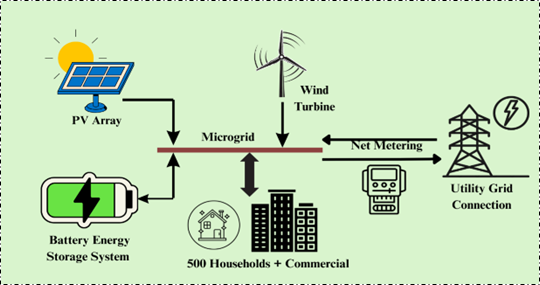 PV Array
Wind
Turbine
Microgrid
Net Metering
Utility Grid
Connection
Battery Energy
Storage System
500 Households + Commercial